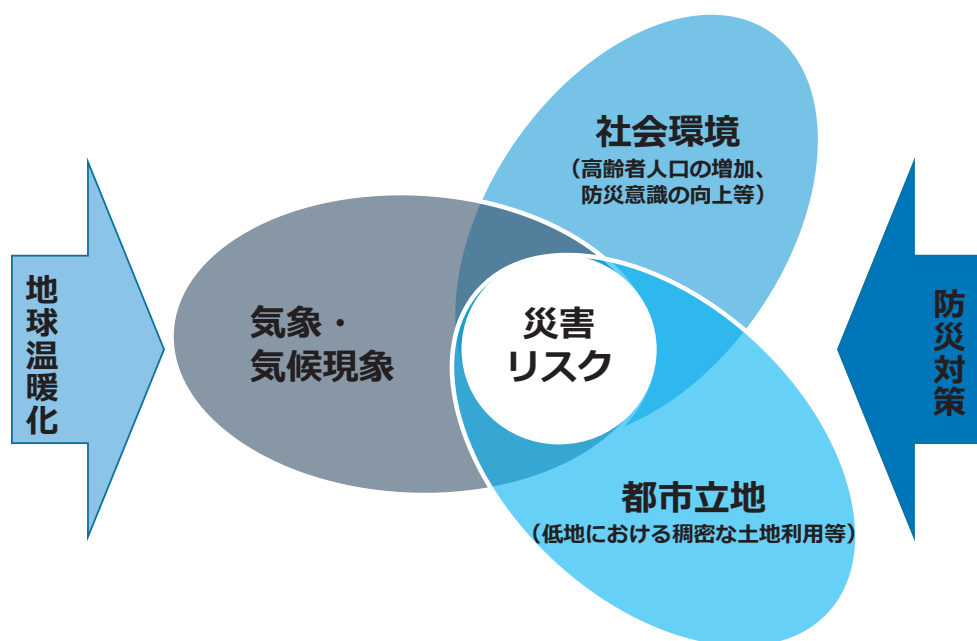 社会環境
（高齢者人口の増加、
防災意識の向上等）
地球温暖化
気象・
気候現象
災害
リスク
防災対策
都市立地
（低地における稠密な土地利用等）